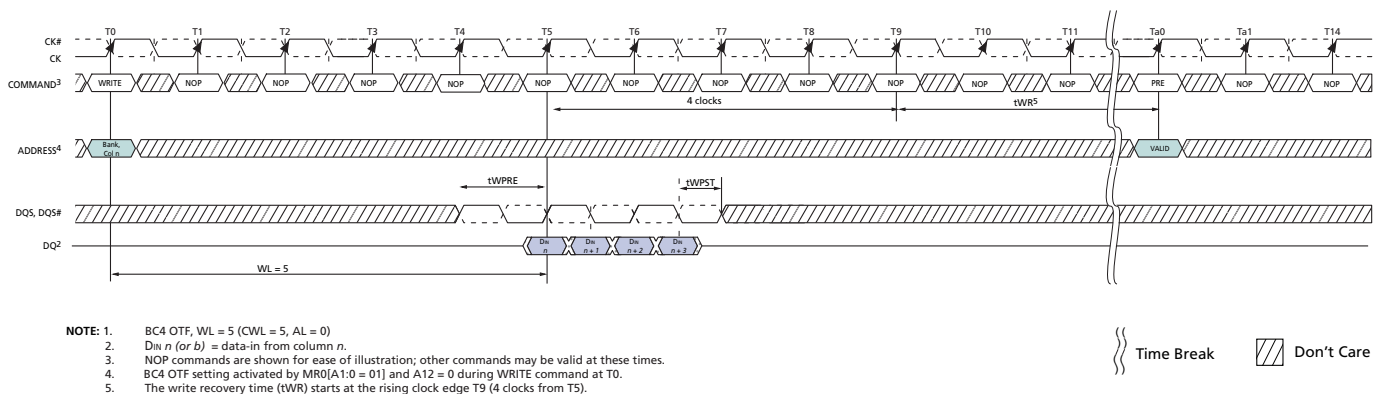 T0 T1 T2 T3 T4 T5 T6 T7 T8 T9 T10 T11 Ta0 Ta1 T14
CK#
CK
COMMAND3 WRITE NOP NOP NOP NOP NOP NOP NOP NOP NOP NOP NOP PRE NOP NOP
4 clocks tWR5
ADDRESS4 Bank, Col n VALID
tWPRE tWPST
DQS, DQS#
DQ2 DIN n DIN n + 1 DIN n + 2 DIN n + 3
WL = 5
NOTE: 1. BC4 OTF, WL = 5 (CWL = 5, AL = 0)
2. DIN n (or b) = data-in from column n.
3. NOP commands are shown for ease of illustration; other commands may be valid at these times.
4. BC4 OTF setting activated by MR0[A1:0 = 01] and A12 = 0 during WRITE command at T0.
5. The write recovery time (tWR) starts at the rising clock edge T9 (4 clocks from T5).
Time Break Don't Care